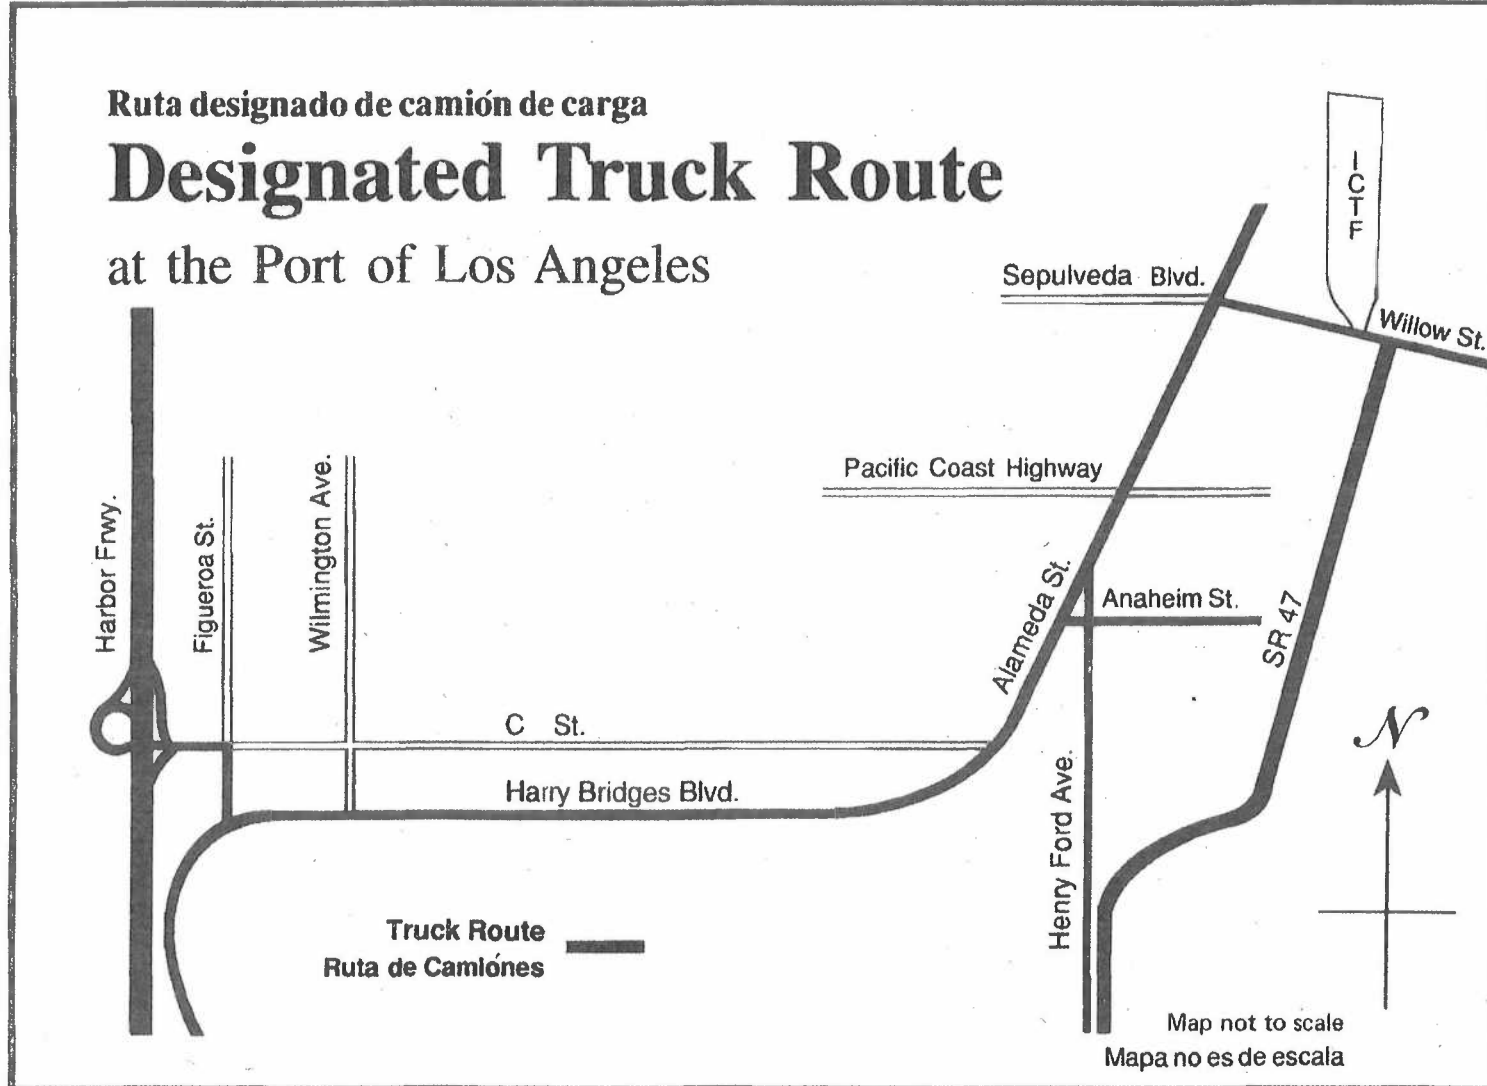 Ruta designado de camión de carga
Designated Truck Route
at the Port of Los Angeles
ICTF
Sepulveda Blvd.
Willow St.
Pacific Coast Highway
Harbor Frwy.
Figueroa St.
Wilmington Ave.
Alameda St.
Anaheim St.
SR 47
C St.
Harry Bridges Blvd.
Henry Ford Ave.
N
Truck Route
Ruta de Camiónes
Map not to scale
Mapa no es de escala